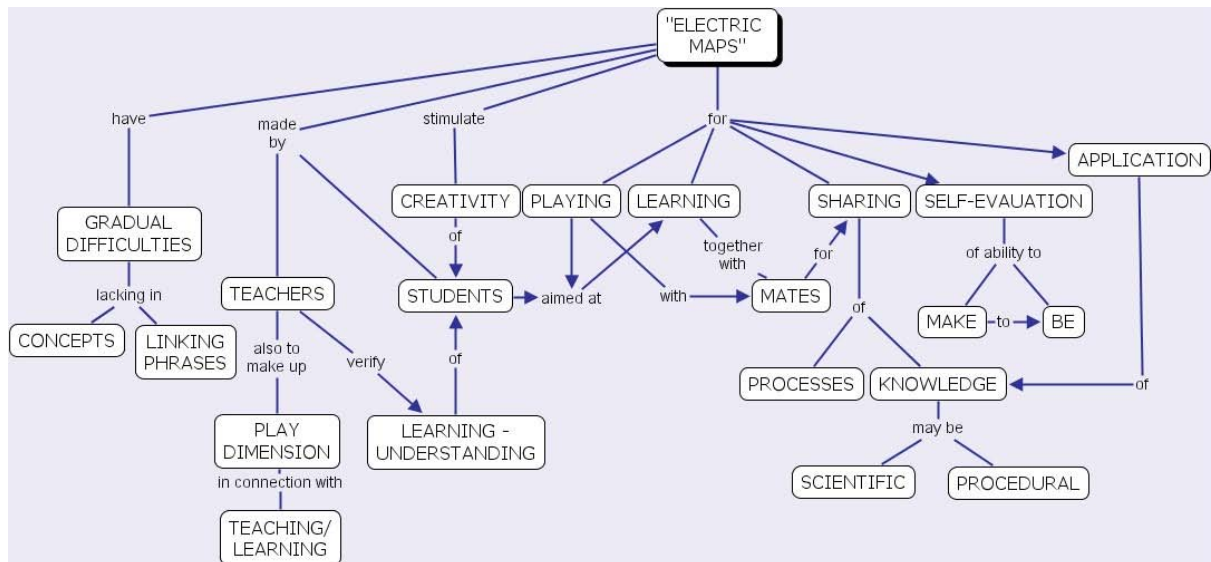 "ELECTRIC
MAPS"
have
made
by
stimulate
for
APPLICATION
CREATIVITY
PLAYING
LEARNING
SHARING
SELF-EVAUATION
GRADUAL
DIFFICULTIES
of
together
with
for
of ability to
lacking in
TEACHERS
STUDENTS
aimed at
with
MATES
CONCEPTS
LINKING
PHRASES
also to
make up
verify
of
of
MAKE
to
BE
PROCESSES
KNOWLEDGE
of
PLAY
DIMENSION
LEARNING -
UNDERSTANDING
may be
in connection with
SCIENTIFIC
PROCEDURAL
TEACHING/
LEARNING